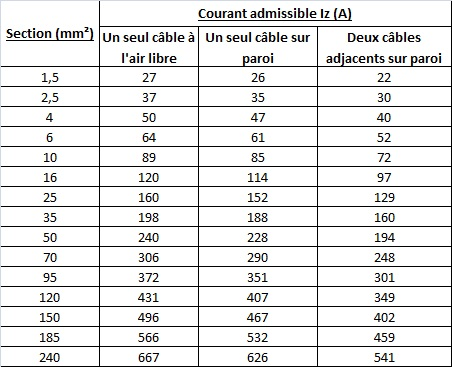 Section (mm²) Courant admissible Iz (A)
Un seul câble à l'air libre Un seul câble sur paroi Deux câbles adjacents sur paroi
1,5 27 26 22
2,5 37 35 30
4 50 47 40
6 64 61 52
10 89 85 72
16 120 114 97
25 160 152 129
35 198 188 160
50 240 228 194
70 306 290 248
95 372 351 301
120 431 407 349
150 496 467 402
185 566 532 459
240 667 626 541